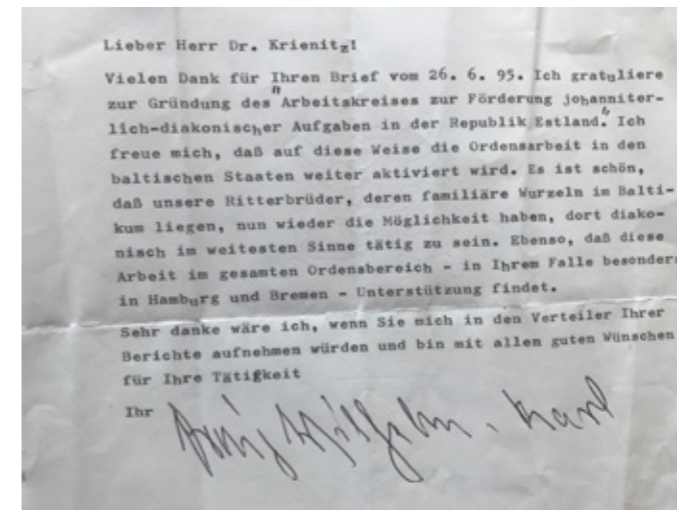 Lieber Herr Dr. Krienitz!
Vielen Dank für Ihren Brief vom 26. 6. 95. Ich gratuliere
zur Gründung des "Arbeitskreises zur Förderung johanniter-
lich-diakonischer Aufgaben in der Republik Estland." Ich
freue mich, daß auf diese Weise die Ordensarbeit in den
baltischen Staaten weiter aktiviert wird. Es ist schön,
daß unsere Ritterbrüder, deren familiäre Wurzeln im Balti-
kum liegen, nun wieder die Möglichkeit haben, dort diako-
nisch im weitesten Sinne tätig zu sein. Ebenso, daß diese
Arbeit im gesamten Ordensbereich - in Ihrem Falle besonders
in Hamburg und Bremen - Unterstützung findet.
Sehr danke wäre ich, wenn Sie mich in den Verteiler Ihrer
Berichte aufnehmen würden und bin mit allen guten Wünschen
für Ihre Tätigkeit
Ihr Prinz Wilhelm-Karl